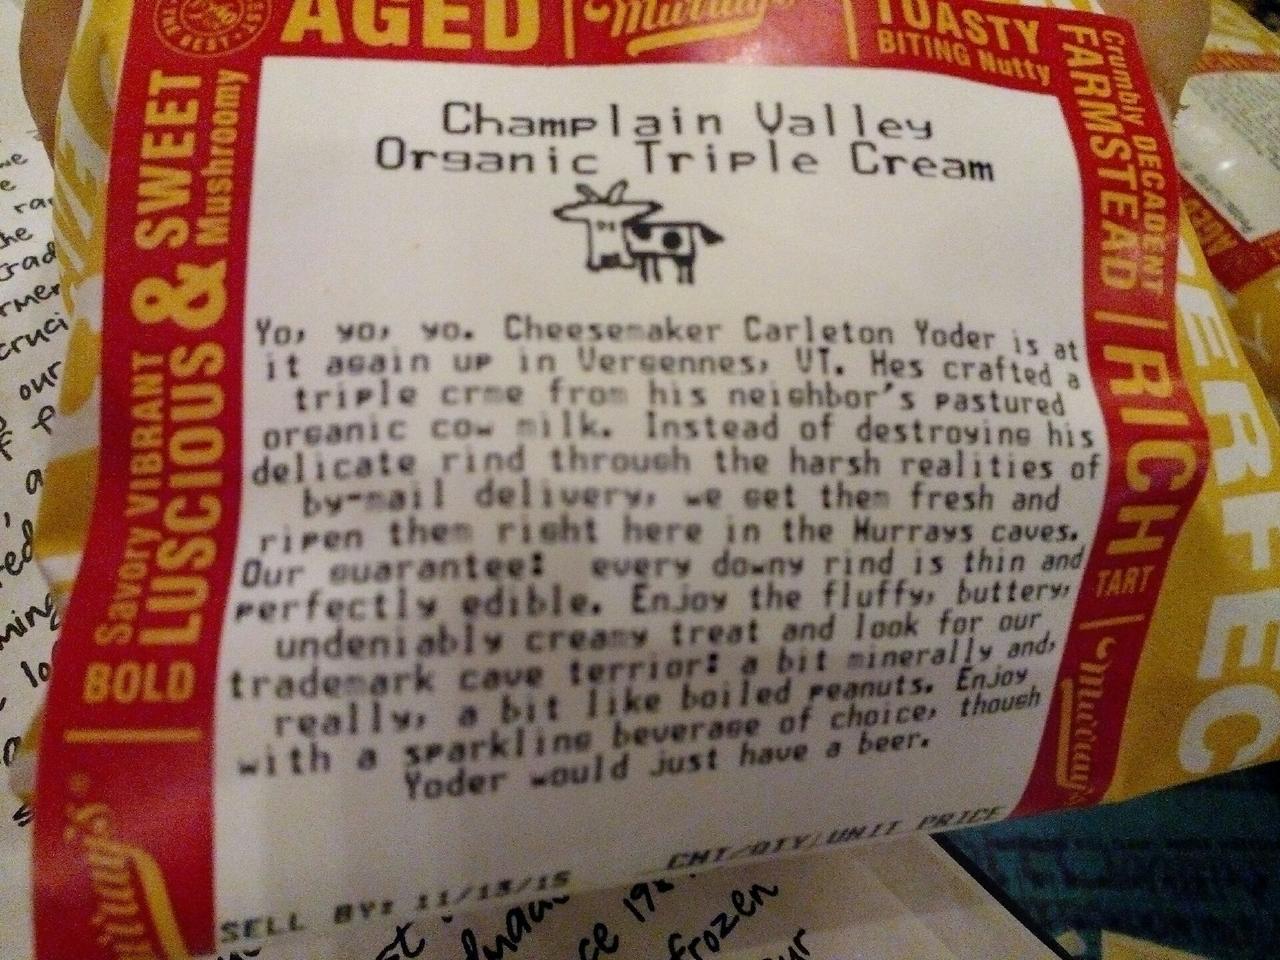 AGED
Murray's
TOASTY
BITING Nutty
Crumbly DECADENT
FARMSTEAD
RICH
TART
Murray's
SWEET
Mushroomy
&
Savory VIBRANT
LUSCIOUS
BOLD
Murray's
Champlain Valley
Organic Triple Cream
Yo, yo, yo. Cheesemaker Carleton Yoder is at
it again up in Vergennes, VT. Hes crafted a
triple crme from his neighbor's pastured
organic cow milk. Instead of destroying his
delicate rind through the harsh realities of
by-mail delivery, we get them fresh and
ripen them right here in the Murrays caves.
Our guarantee: every downy rind is thin and
perfectly edible. Enjoy the fluffy, buttery,
undeniably creamy treat and look for our
trademark cave terrior: a bit minerally and,
really, a bit like boiled peanuts. Enjoy
with a sparkling beverage of choice, though
Yoder would just have a beer.
SELL BY: 11/13/15
CNT/QTY/UNIT PRICE
our
frozen